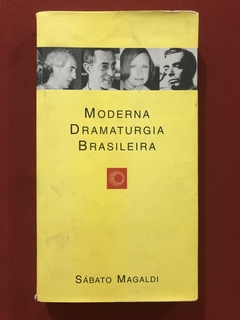 MODERNA
DRAMATURGIA
BRASILEIRA
SÁBATO MAGALDI